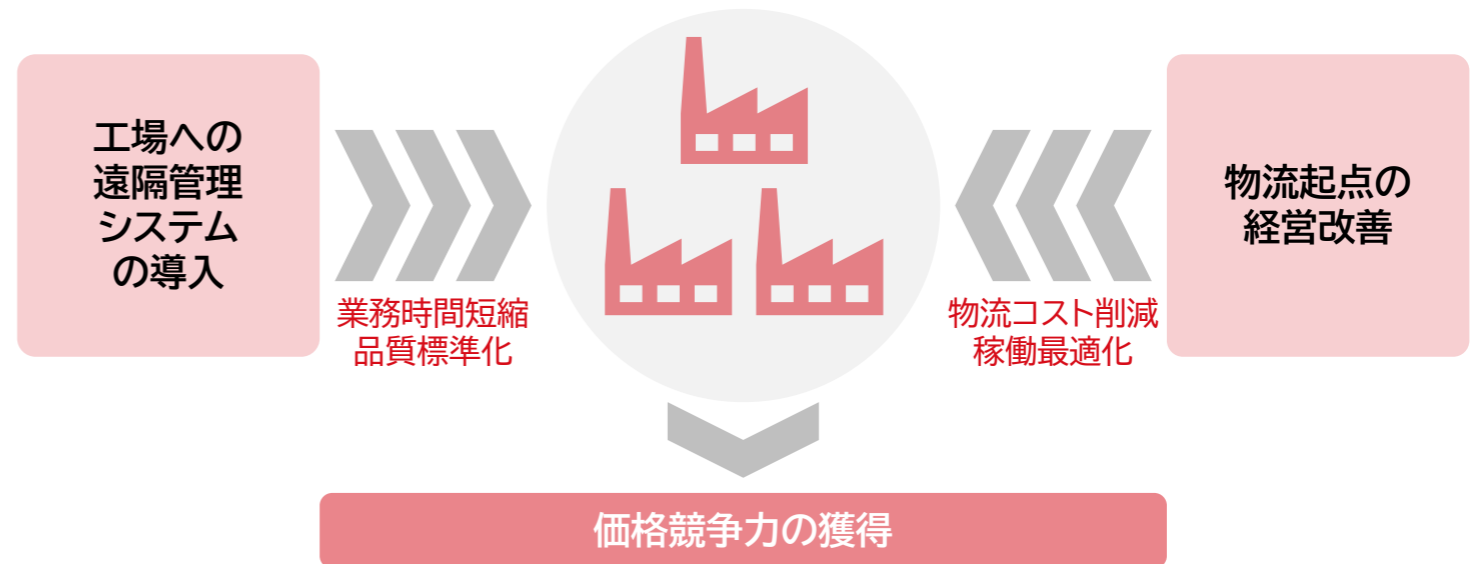 工場への
遠隔管理
システム
の導入
業務時間短縮
品質標準化
物流コスト削減
稼働最適化
物流起点の
経営改善
価格競争力の獲得